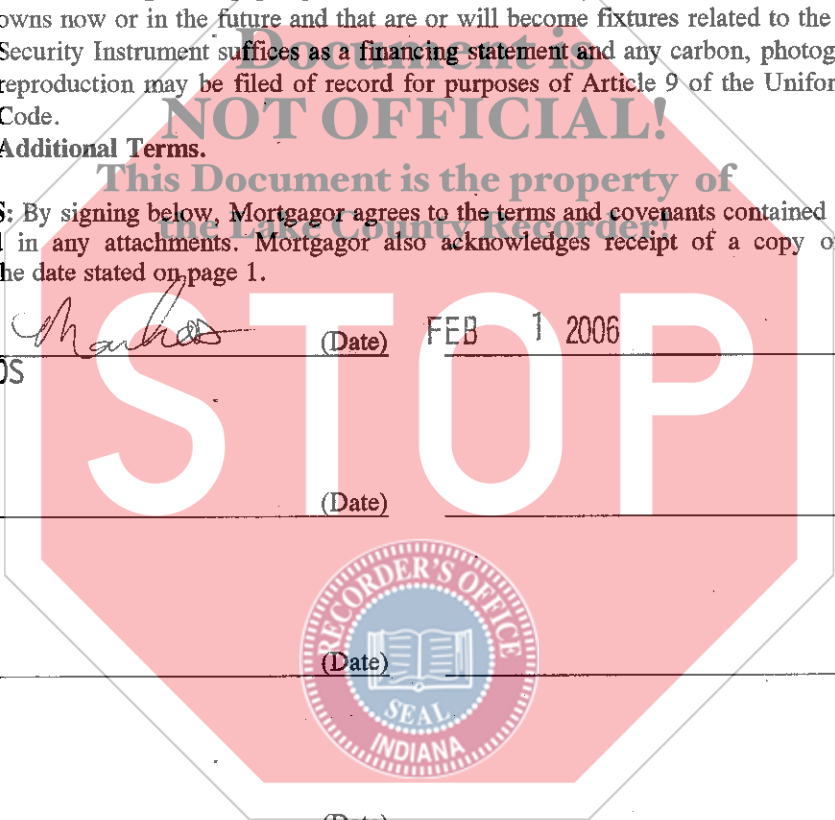 owns now or in the future and that are or will become fixtures related to the
Security Instrument suffices as a financing statement and any carbon, photog
reproduction may be filed of record for purposes of Article 9 of the Unifor
Code.
Document is
NOT OFFICIAL!
Additional Terms.
This Document is the property of
the Lake County Recorder!
S: By signing below, Mortgagor agrees to the terms and covenants contained
in any attachments. Mortgagor also acknowledges receipt of a copy o
he date stated on page 1.
(Date) FEB 1 2006
OS
STOP
(Date)
(Date)
RECORDER'S OFFICE
SEAL
INDIANA
(Date)